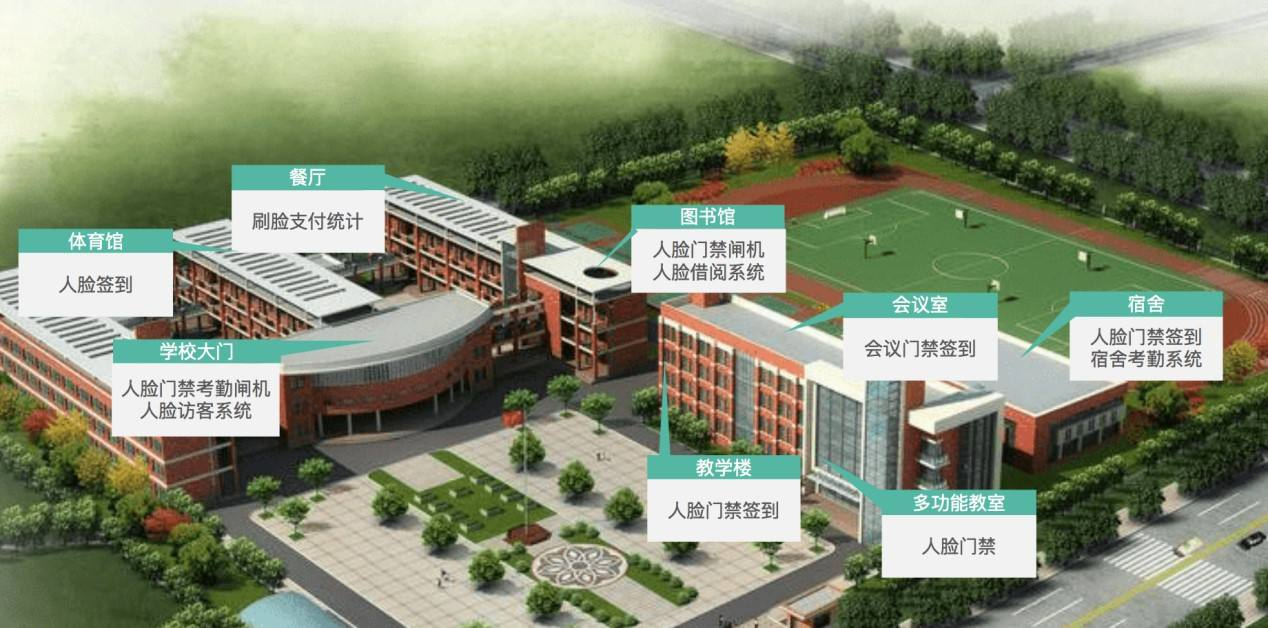 餐厅
刷脸支付统计
体育馆
人脸签到
图书馆
人脸门禁闸机
人脸借阅系统
会议室
会议门禁签到
宿舍
人脸门禁签到
宿舍考勤系统
学校大门
人脸门禁考勤闸机
人脸访客系统
教学楼
人脸门禁签到
多功能教室
人脸门禁